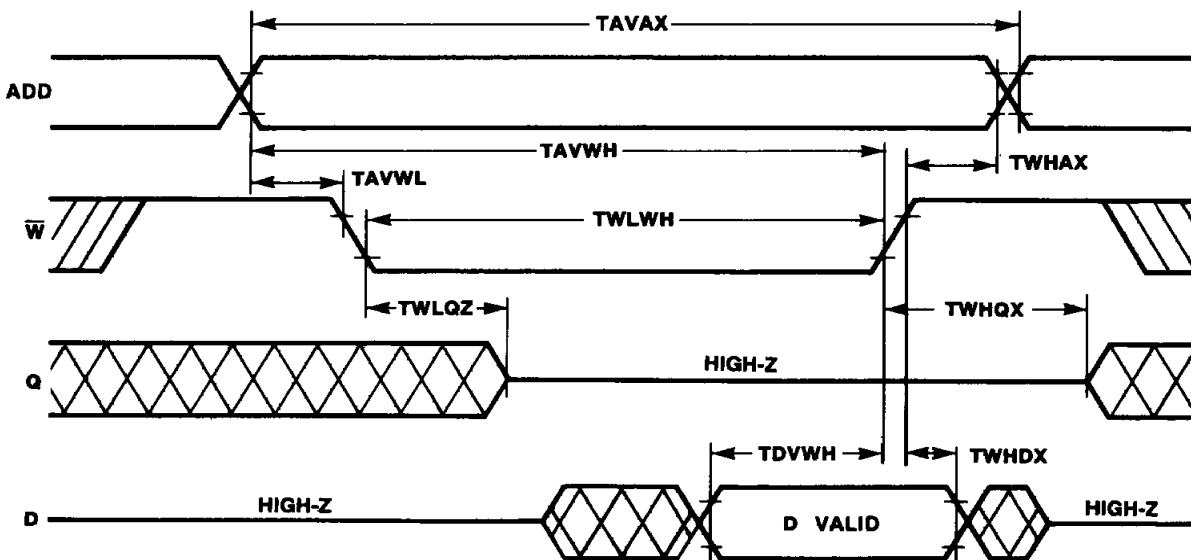 TAVAX
ADD
TAVWH
TWHAX
TAVWL
W̅
TWLWH
TWLQZ
TWHQX
HIGH-Z
Q
TDVWH
TWHDX
HIGH-Z
D
D VALID
HIGH-Z